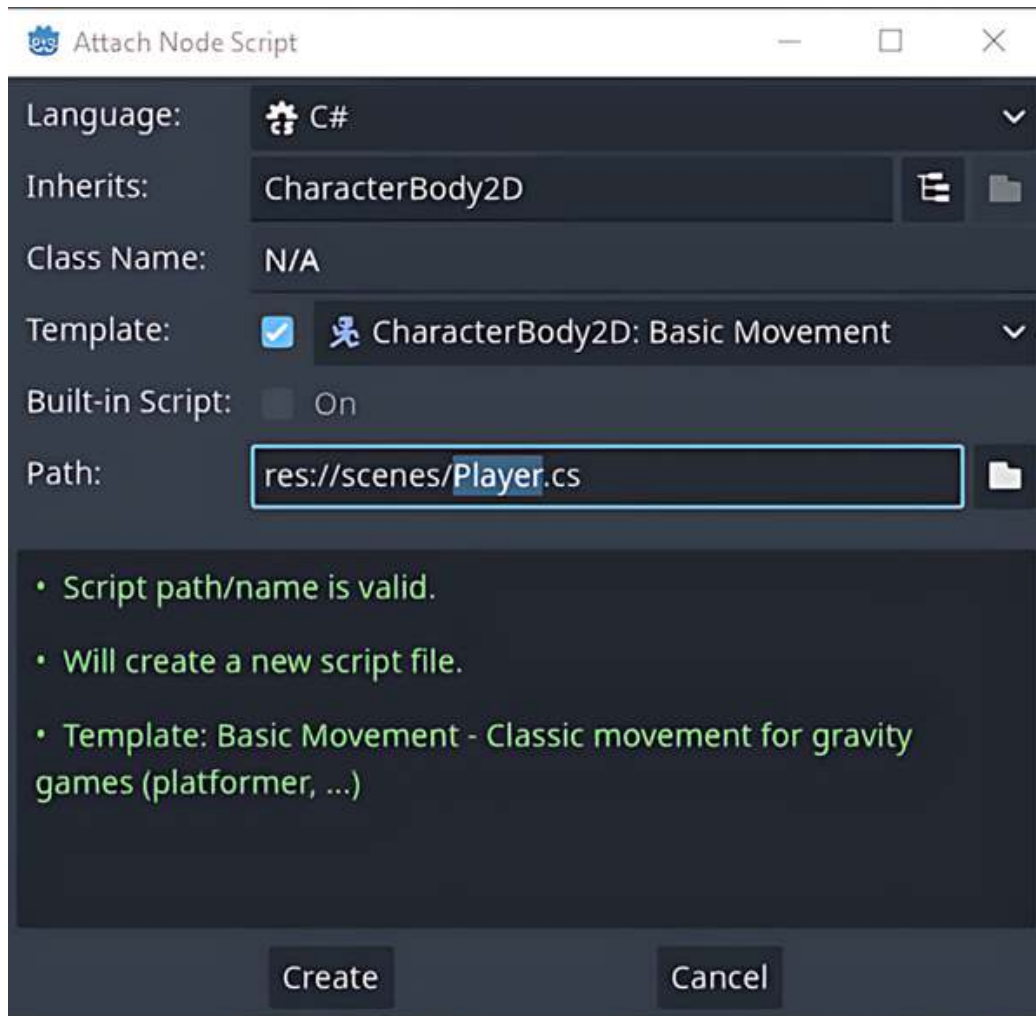 Attach Node Script
Language: C#
Inherits: CharacterBody2D
Class Name: N/A
Template: CharacterBody2D: Basic Movement
Built-in Script: On
Path: res://scenes/Player.cs
• Script path/name is valid.
• Will create a new script file.
• Template: Basic Movement - Classic movement for gravity
games (platformer, ...)
Create Cancel